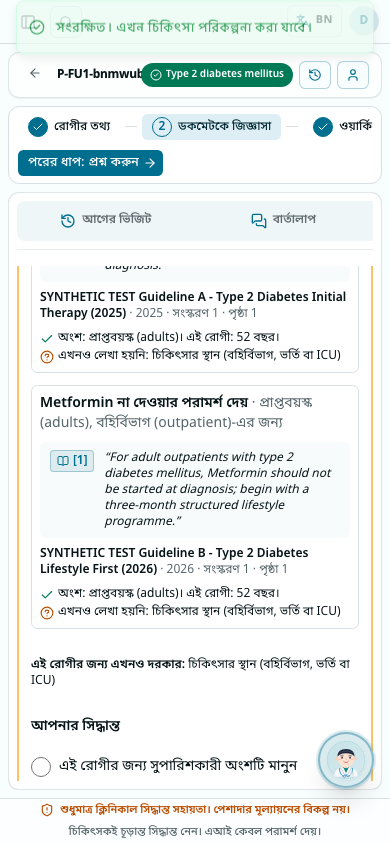 সংরক্ষিত। এখন চিকিৎসা পরিকল্পনা করা যাবে।
BN
D
P-FU1-bnmwub
Type 2 diabetes mellitus
রোগীর তথ্য
2 ডকমেটকে জিজ্ঞাসা
ওয়ার্কি
পরের ধাপ: প্রশ্ন করুন
আগের ভিজিট
বার্তালাপ
diagnosis.
SYNTHETIC TEST Guideline A - Type 2 Diabetes Initial
Therapy (2025) · 2025 · সংস্করণ 1 · পৃষ্ঠা 1
অংশ: প্রাপ্তবয়স্ক (adults)। এই রোগী: 52 বছর।
এখনও লেখা হয়নি: চিকিৎসার স্থান (বহির্বিভাগ, ভর্তি বা ICU)
Metformin না দেওয়ার পরামর্শ দেয় · প্রাপ্তবয়স্ক
(adults), বহির্বিভাগ (outpatient)-এর জন্য
[1]
“For adult outpatients with type 2
diabetes mellitus, Metformin should not
be started at diagnosis; begin with a
three-month structured lifestyle
programme.”
SYNTHETIC TEST Guideline B - Type 2 Diabetes
Lifestyle First (2026) · 2026 · সংস্করণ 1 · পৃষ্ঠা 1
অংশ: প্রাপ্তবয়স্ক (adults)। এই রোগী: 52 বছর।
এখনও লেখা হয়নি: চিকিৎসার স্থান (বহির্বিভাগ, ভর্তি বা ICU)
এই রোগীর জন্য এখনও দরকার: চিকিৎসার স্থান (বহির্বিভাগ, ভর্তি বা
ICU)
আপনার সিদ্ধান্ত
এই রোগীর জন্য সুপারিশকারী অংশটি মানুন
শুধুমাত্র ক্লিনিকাল সিদ্ধান্ত সহায়তা। পেশাদার মূল্যায়নের বিকল্প নয়।
চিকিৎসকই চূড়ান্ত সিদ্ধান্ত নেন। এআই কেবল পরামর্শ দেয়।